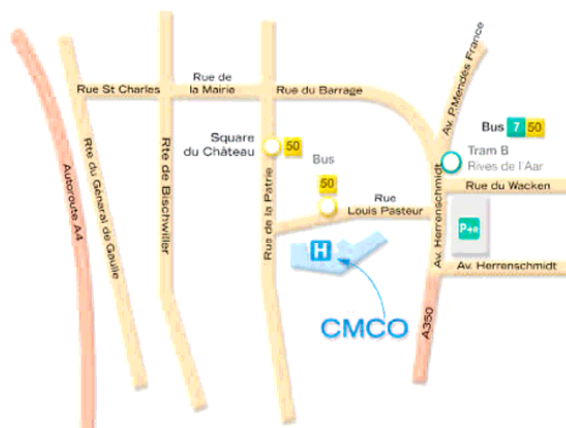 Rue St Charles
Rue de
la Mairie
Rue du Barrage
Av. P.Mendés France
Square
du Château
50
Bus
50
Bus 7 50
Tram B
Rives de l'Aar
Rue du Wacken
Rue
Louis Pasteur
P+R
Av. Herrenschmidt
Av. Herrenschmidt
Autoroute A4
Rte du Général de Gaulle
Rte de Bischwiller
Rue de la Patrie
H
CMCO
A350